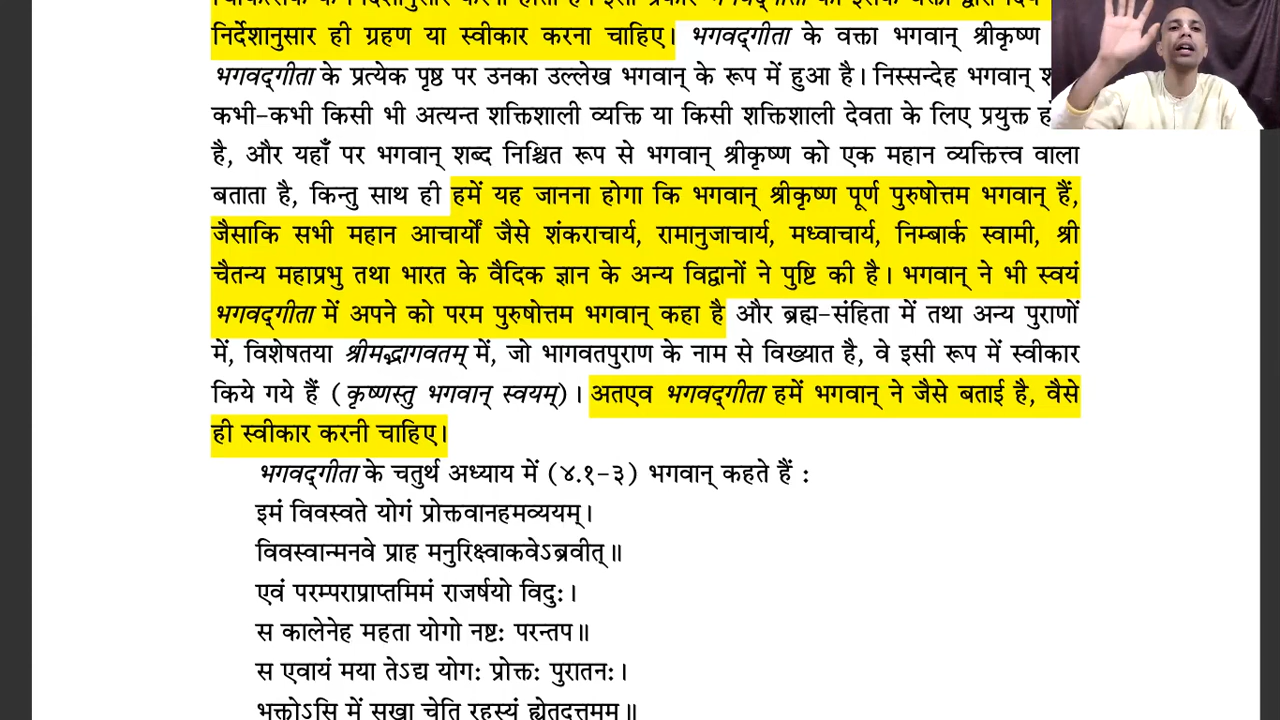 निर्देशानुसार ही ग्रहण या स्वीकार करना चाहिए। भगवद्‌गीता के वक्ता भगवान् श्रीकृष्ण
भगवद्‌गीता के प्रत्येक पृष्ठ पर उनका उल्लेख भगवान् के रूप में हुआ है। निस्सन्देह भगवान्
कभी-कभी किसी भी अत्यन्त शक्तिशाली व्यक्ति या किसी शक्तिशाली देवता के लिए प्रयुक्त
है, और यहाँ पर भगवान् शब्द निश्चित रूप से भगवान् श्रीकृष्ण को एक महान व्यक्तित्त्व वाला
बताता है, किन्तु साथ ही हमें यह जानना होगा कि भगवान् श्रीकृष्ण पूर्ण पुरुषोत्तम भगवान् हैं,
जैसाकि सभी महान आचार्यों जैसे शंकराचार्य, रामानुजाचार्य, मध्वाचार्य, निम्बार्क स्वामी, श्री
चैतन्य महाप्रभु तथा भारत के वैदिक ज्ञान के अन्य विद्वानों ने पुष्टि की है। भगवान् ने भी स्वयं
भगवद्‌गीता में अपने को परम पुरुषोत्तम भगवान् कहा है और ब्रह्म-संहिता में तथा अन्य पुराणों
में, विशेषतया श्रीमद्भागवतम् में, जो भागवतपुराण के नाम से विख्यात है, वे इसी रूप में स्वीकार
किये गये हैं (कृष्णस्तु भगवान् स्वयम्)। अतएव भगवद्‌गीता हमें भगवान् ने जैसे बताई है, वैसे
ही स्वीकार करनी चाहिए।
भगवद्‌गीता के चतुर्थ अध्याय में (४.१-३) भगवान् कहते हैं :
इमं विवस्वते योगं प्रोक्तवानहमव्ययम्।
विवस्वान्मनवे प्राह मनुरिक्ष्वाकवेऽब्रवीत्॥
एवं परम्पराप्राप्तमिमं राजर्षयो विदुः।
स कालेनेह महता योगो नष्टः परन्तप॥
स एवायं मया तेऽद्य योगः प्रोक्तः पुरातनः।
भक्तोऽसि में सखा चेति रहस्यं ह्येतदुत्तमम्॥